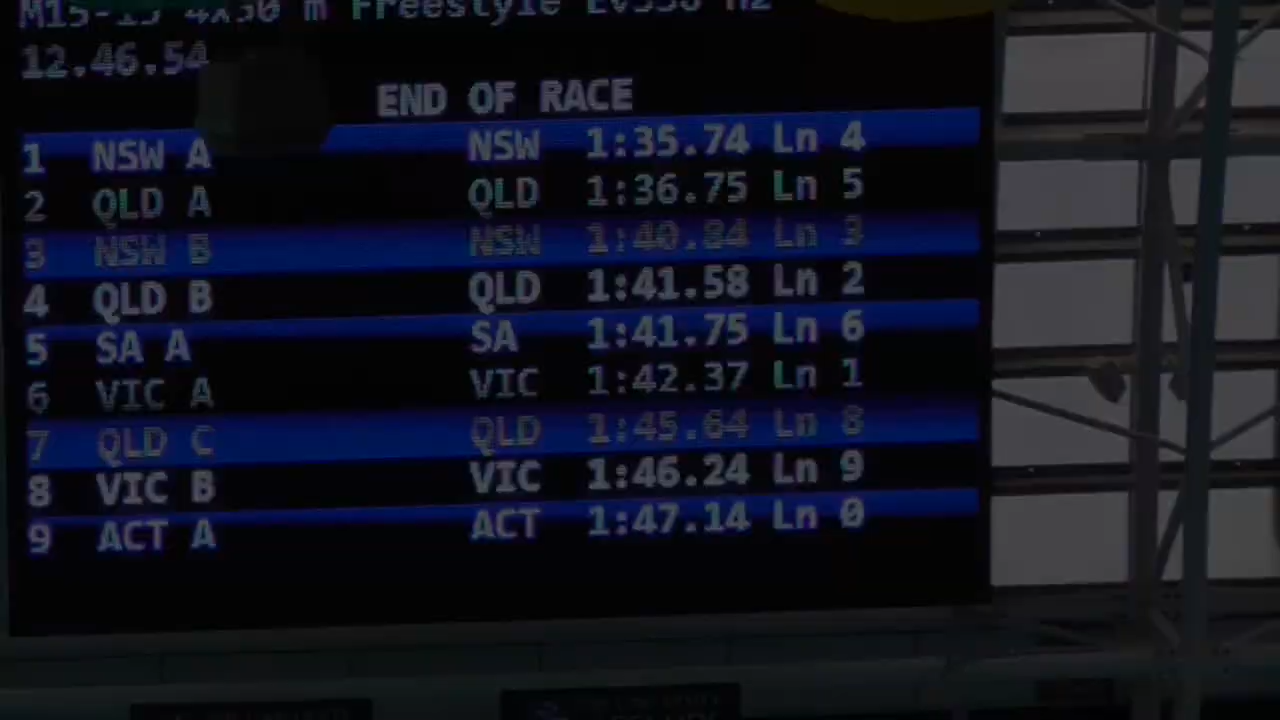 4x50 m Freestyle
12.46.54
END OF RACE
1 NSW A NSW 1:35.74 Ln 4
2 QLD A QLD 1:36.75 Ln 5
3 NSW B NSW 1:40.84 Ln 3
4 QLD B QLD 1:41.58 Ln 2
5 SA A SA 1:41.75 Ln 6
6 VIC A VIC 1:42.37 Ln 1
7 QLD C QLD 1:45.64 Ln 8
8 VIC B VIC 1:46.24 Ln 9
9 ACT A ACT 1:47.14 Ln 0